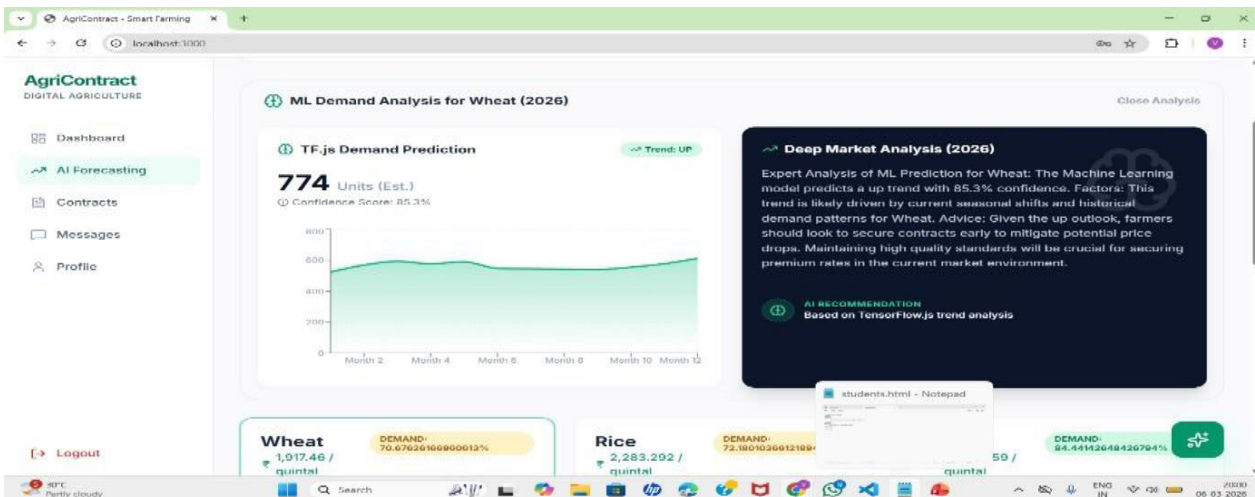 AgriContract - Smart Farming
localhost:3000
AgriContract
DIGITAL AGRICULTURE
Dashboard
AI Forecasting
Contracts
Messages
Profile
Logout
ML Demand Analysis for Wheat (2026)
Close Analysis
TF.js Demand Prediction
Trend: UP
774 Units (Est.)
Confidence Score: 85.3%
800
600
400
200
0
Month 2 Month 4 Month 6 Month 8 Month 10 Month 12
Deep Market Analysis (2026)
Expert Analysis of ML Prediction for Wheat: The Machine Learning
model predicts a up trend with 85.3% confidence. Factors: This
trend is likely driven by current seasonal shifts and historical
demand patterns for Wheat. Advice: Given the up outlook, farmers
should look to secure contracts early to mitigate potential price
drops. Maintaining high quality standards will be crucial for securing
premium rates in the current market environment.
AI RECOMMENDATION
Based on TensorFlow.js trend analysis
students.html - Notepad
Wheat
DEMAND:
70.67626166960613%
₹ 1,917.46 /
quintal
Rice
DEMAND:
₹ 2,283.292 /
quintal
DEMAND:
84.44142648426794%
59 /
quintal
30°C
Partly cloudy
Search
ENG
IN
20:00
06-03-2026